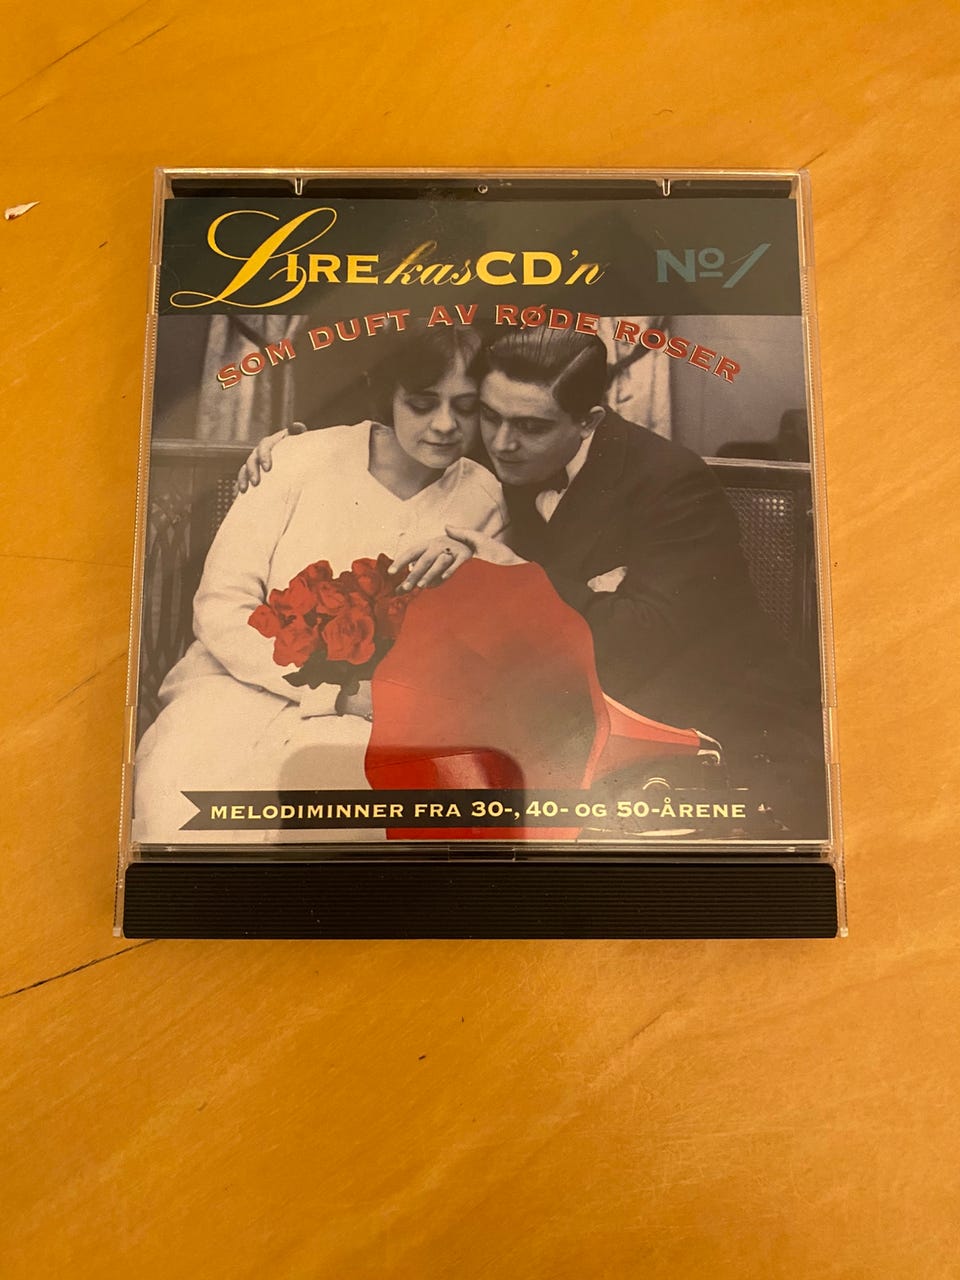 LIREkasCD'n Nº1
SOM DUFT AV RØDE ROSER
MELODIMINNER FRA 30-, 40- OG 50-ÅRENE